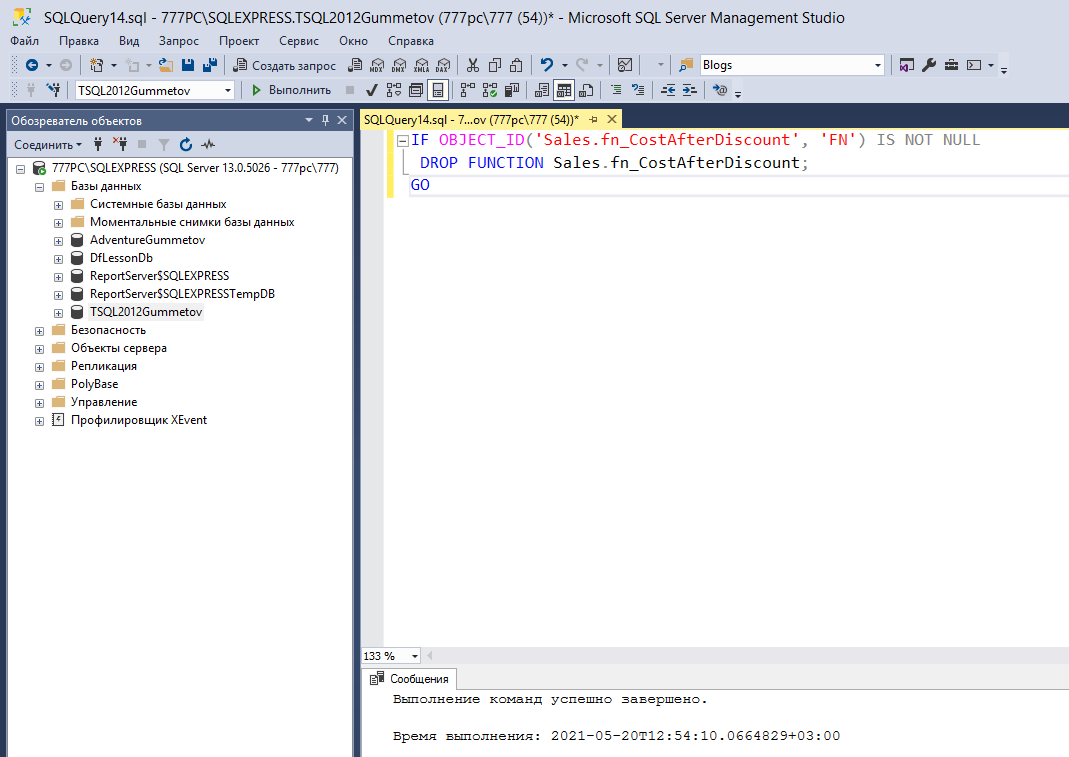 SQLQuery14.sql - 777PC\SQLEXPRESS.TSQL2012Gummetov (777pc\777 (54))* - Microsoft SQL Server Management Studio
Файл Правка Вид Запрос Проект Сервис Окно Справка
Создать запрос MDX DMX XMLA DAX Blogs
TSQL2012Gummetov Выполнить
Обозреватель объектов
SQLQuery14.sql - 7...ov (777pc\777 (54))*
Соединить
777PC\SQLEXPRESS (SQL Server 13.0.5026 - 777pc\777)
Базы данных
Системные базы данных
Моментальные снимки базы данных
AdventureGummetov
DfLessonDb
ReportServer$SQLEXPRESS
ReportServer$SQLEXPRESSTempDB
TSQL2012Gummetov
Безопасность
Объекты сервера
Репликация
PolyBase
Управление
Профилировщик XEvent
IF OBJECT_ID('Sales.fn_CostAfterDiscount', 'FN') IS NOT NULL
DROP FUNCTION Sales.fn_CostAfterDiscount;
GO
133 %
Сообщения
Выполнение команд успешно завершено.
Время выполнения: 2021-05-20T12:54:10.0664829+03:00